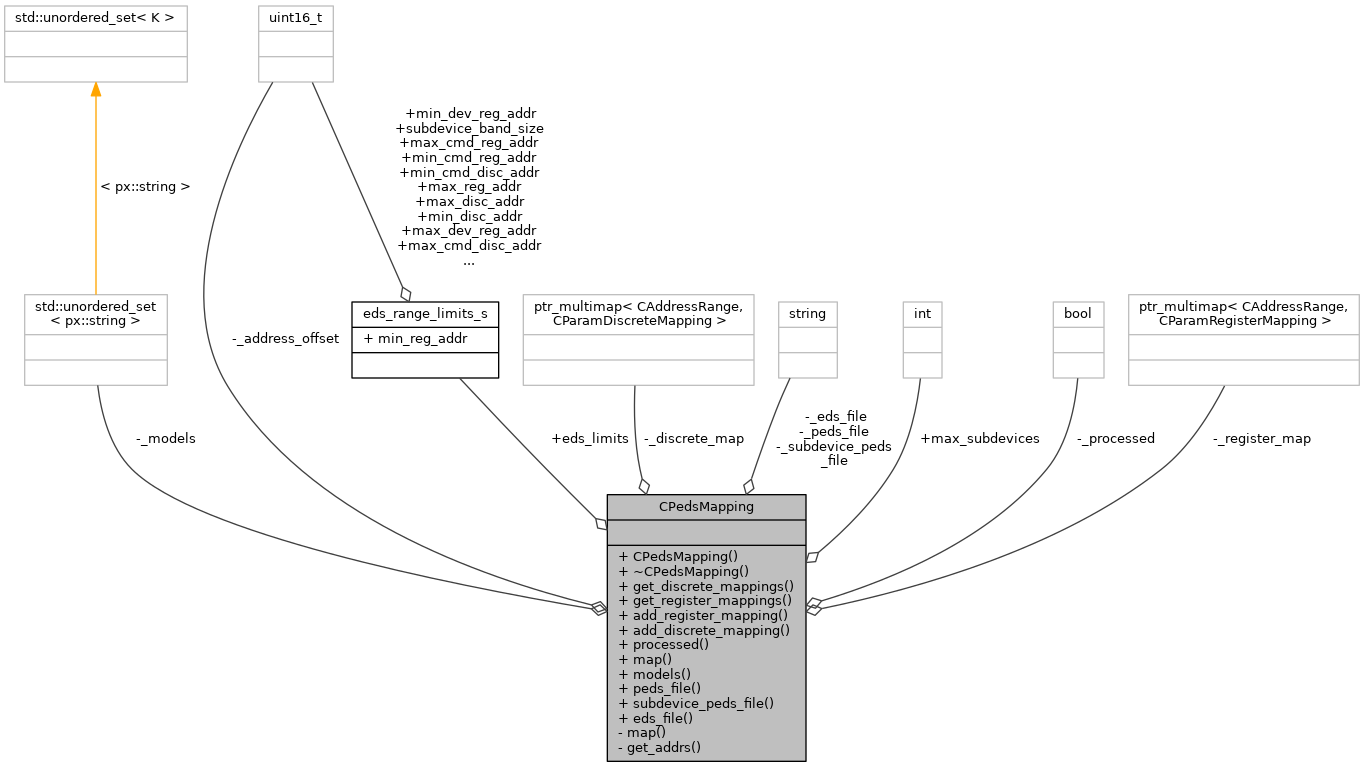 std::unordered_set< K >
uint16_t
+min_dev_reg_addr
+subdevice_band_size
+max_cmd_reg_addr
+min_cmd_reg_addr
+min_cmd_disc_addr
+max_reg_addr
+max_disc_addr
+min_disc_addr
+max_dev_reg_addr
+max_cmd_disc_addr
...
< px::string >
std::unordered_set
< px::string >
-_address_offset
eds_range_limits_s
+ min_reg_addr
ptr_multimap< CAddressRange,
CParamDiscreteMapping >
string
int
bool
ptr_multimap< CAddressRange,
CParamRegisterMapping >
-_models
+eds_limits
-_discrete_map
-_eds_file
-_peds_file
-_subdevice_peds
_file
+max_subdevices
-_processed
-_register_map
CPedsMapping
+ CPedsMapping()
+ ~CPedsMapping()
+ get_discrete_mappings()
+ get_register_mappings()
+ add_register_mapping()
+ add_discrete_mapping()
+ processed()
+ map()
+ models()
+ peds_file()
+ subdevice_peds_file()
+ eds_file()
- map()
- get_addrs()